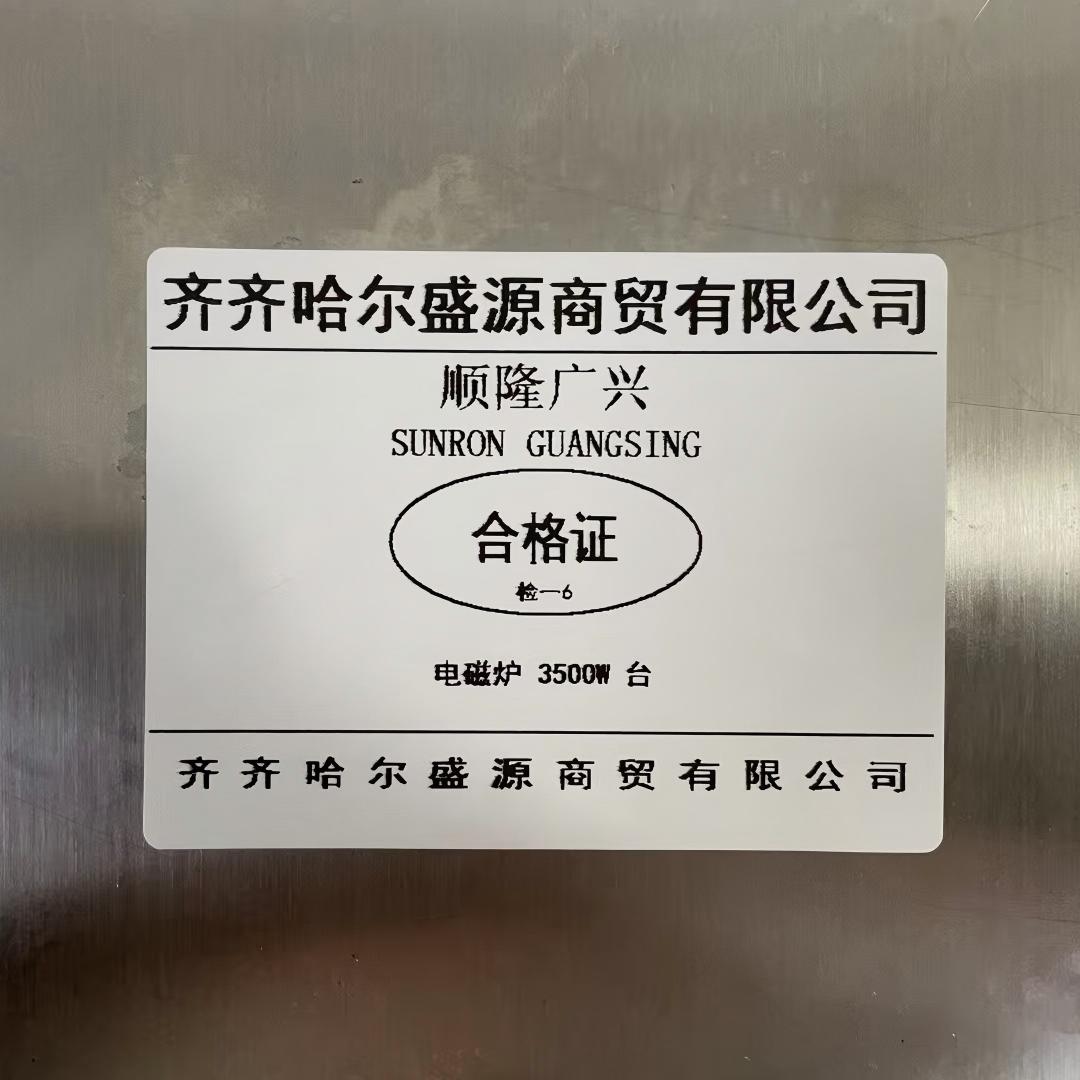 齐齐哈尔盛源商贸有限公司
顺隆广兴
SUNRON GUANGSING
合格证
检一6
电磁炉 3500W 台
齐齐哈尔盛源商贸有限公司